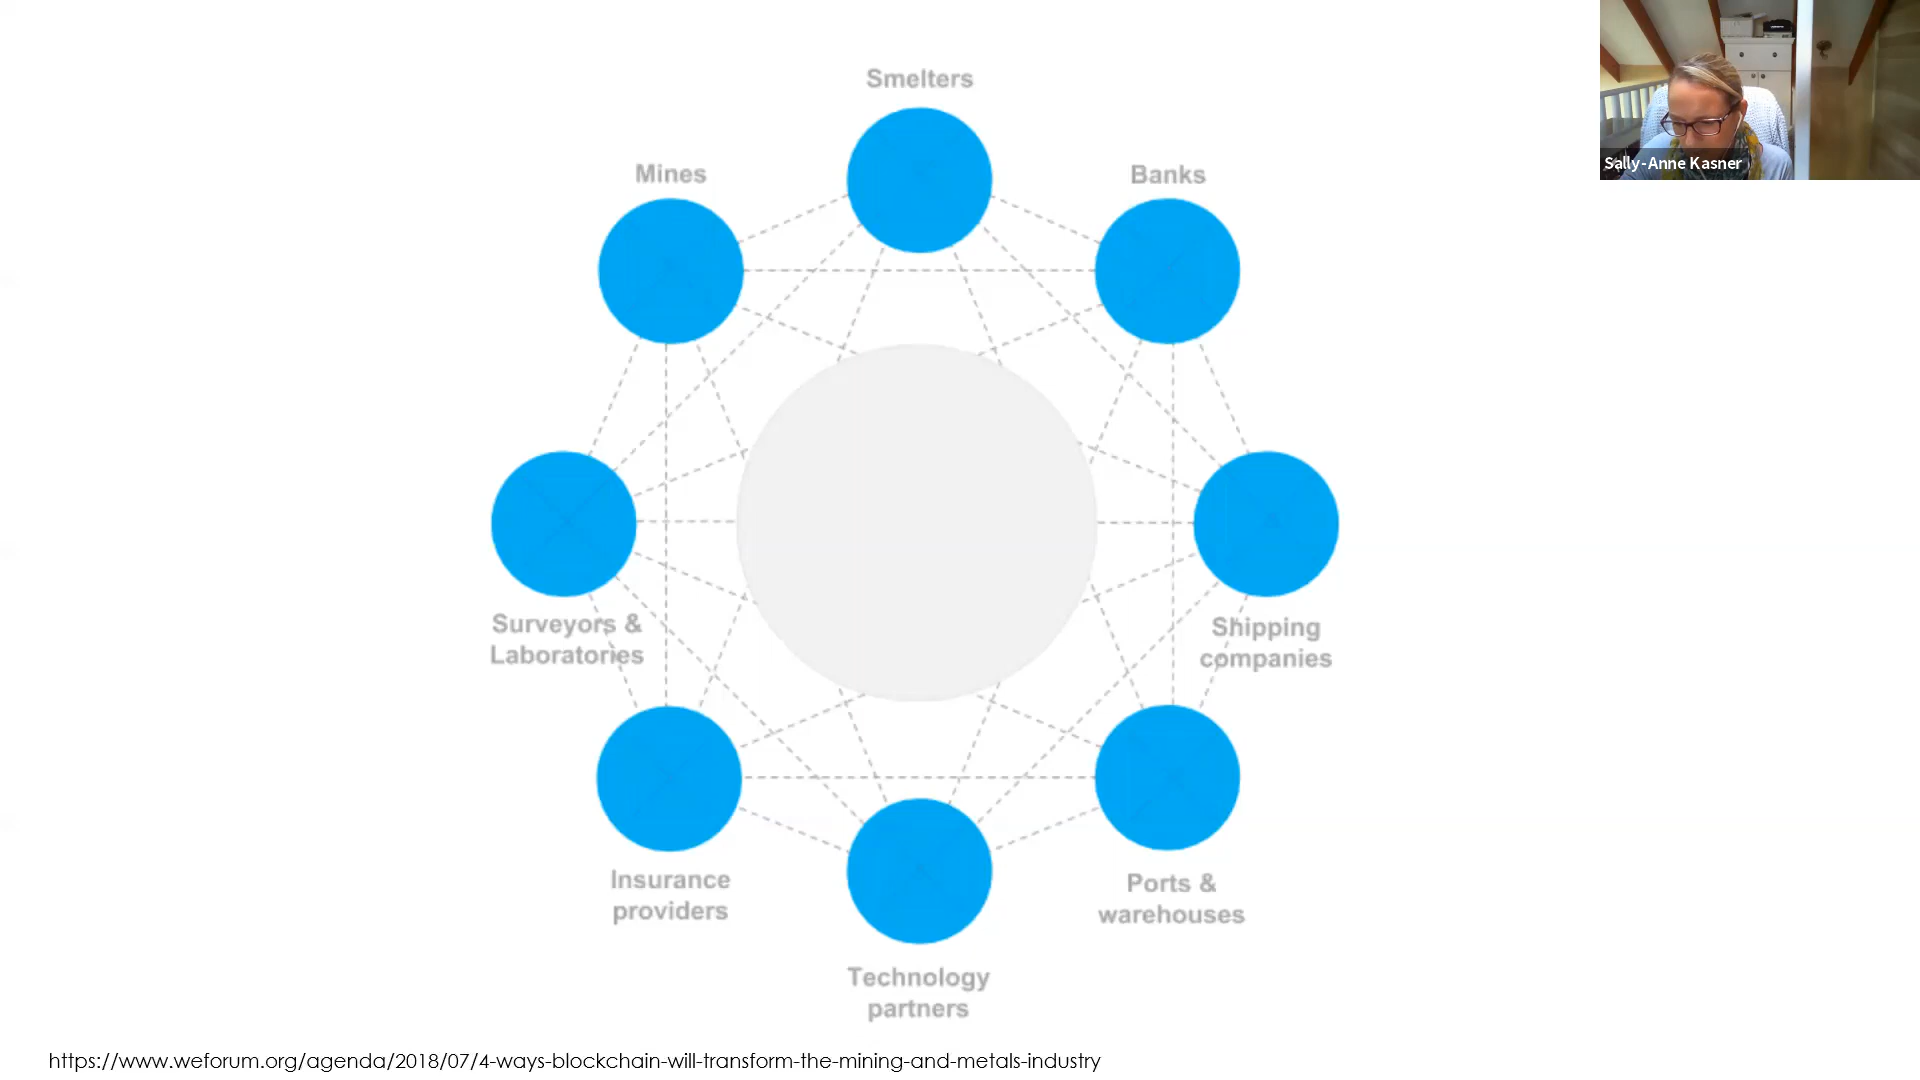 Smelters
Mines
Banks
Sally-Anne Kasner
Surveyors &
Laboratories
Shipping
companies
Insurance
providers
Ports &
warehouses
Technology
partners
https://www.weforum.org/agenda/2018/07/4-ways-blockchain-will-transform-the-mining-and-metals-industry